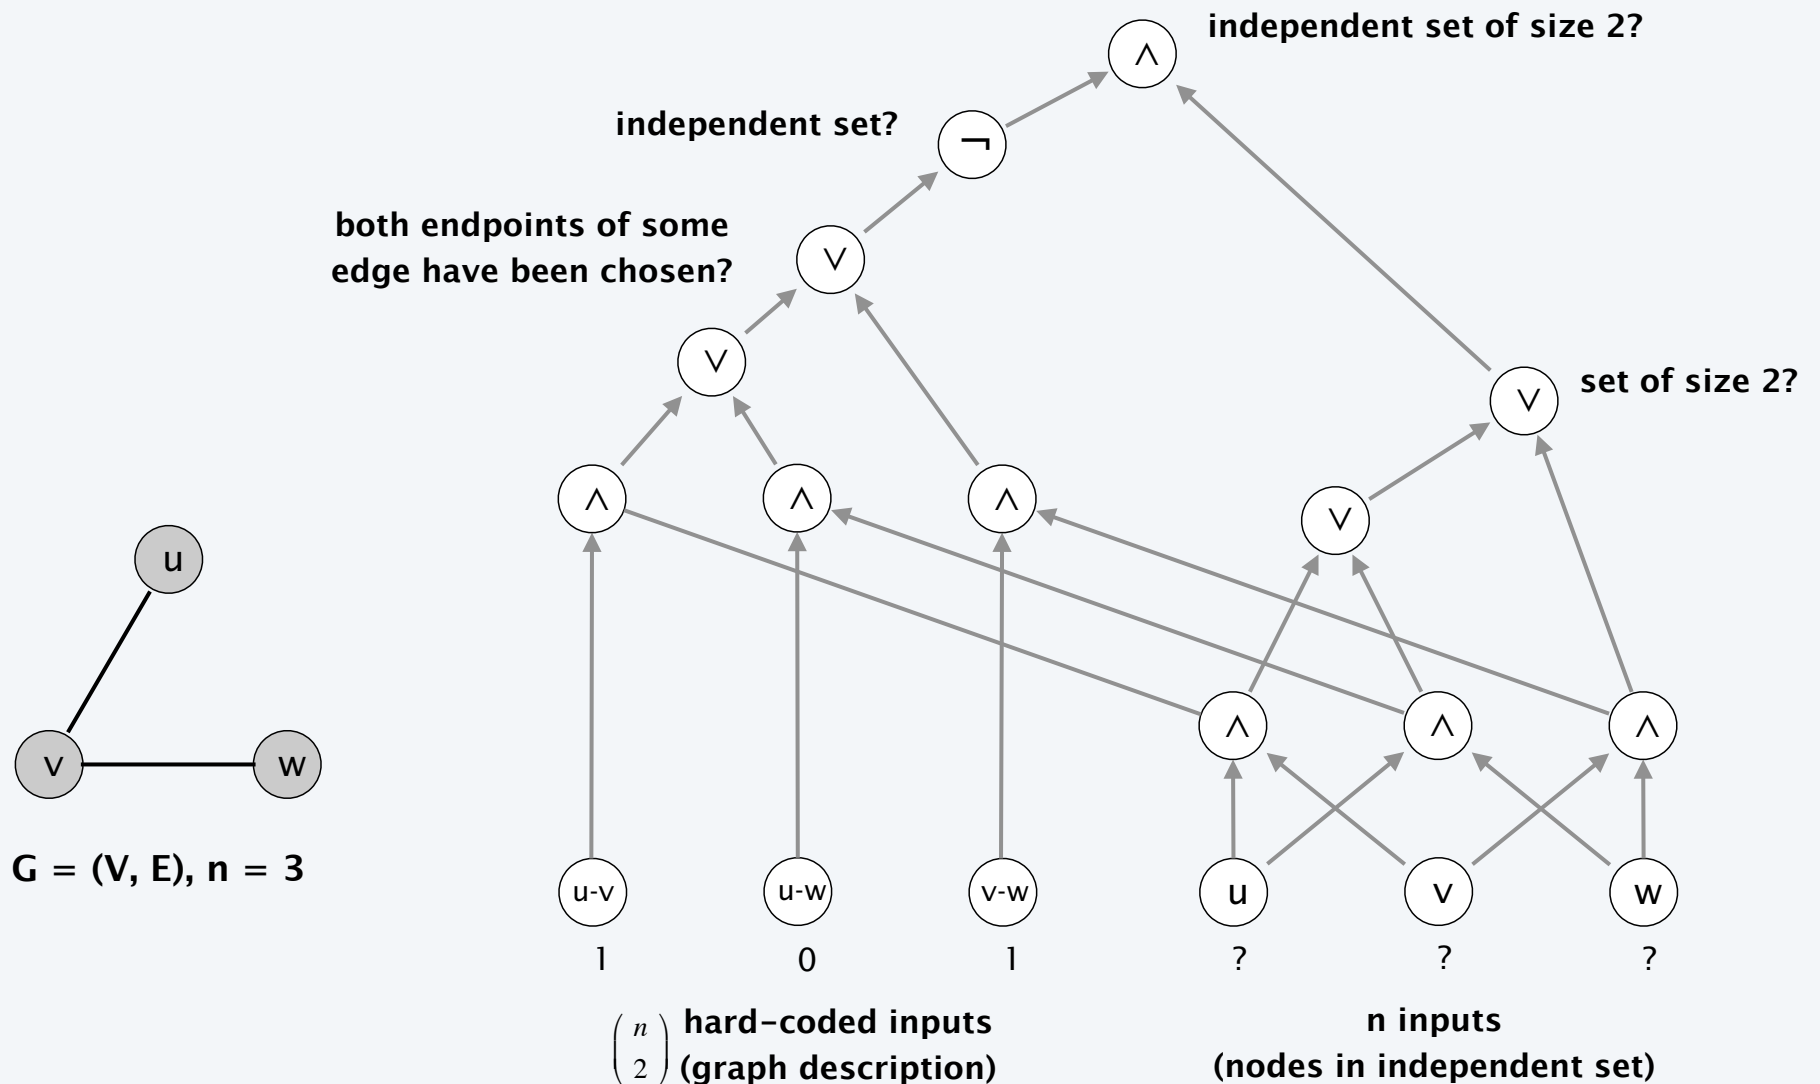 independent set of size 2?
∧
independent set?
¬
both endpoints of some
edge have been chosen?
∨
∨
set of size 2?
∨
∧ ∧ ∧
∨
u
v w
∧ ∧ ∧
G = (V, E), n = 3
u-v u-w v-w u v w
1 0 1 ? ? ?
( n 2 ) hard-coded inputs
(graph description)
n inputs
(nodes in independent set)